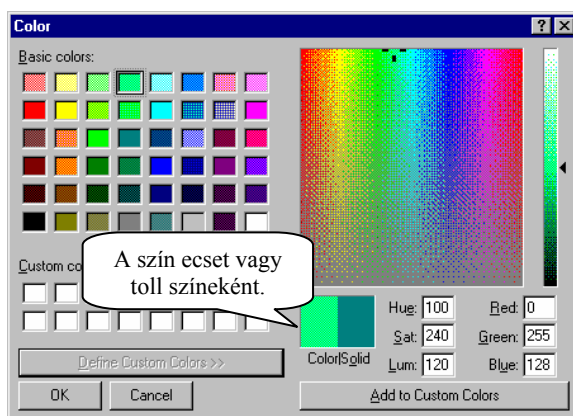 Color
Basic colors:
Custom co
A szín ecset vagy
toll színeként.
Define Custom Colors >>
OK
Cancel
Color|Solid
Hue: 100
Sat: 240
Lum: 120
Red: 0
Green: 255
Blue: 128
Add to Custom Colors